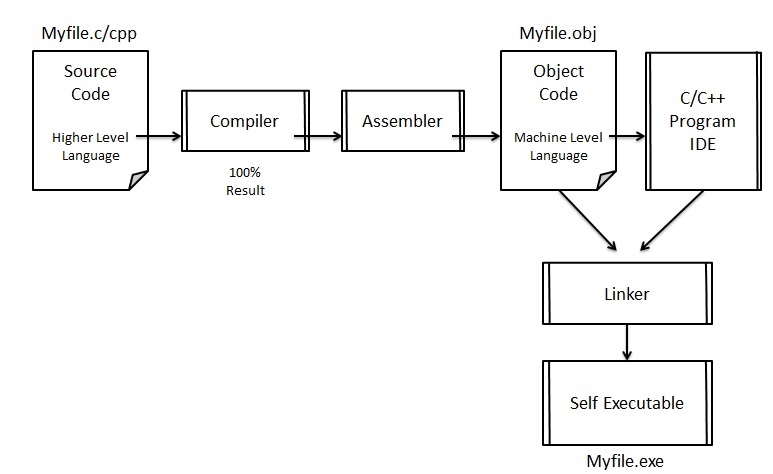 Myfile.c/cpp
Source
Code
Higher Level
Language
Compiler
100%
Result
Assembler
Myfile.obj
Object
Code
Machine Level
Language
C/C++
Program
IDE
Linker
Self Executable
Myfile.exe